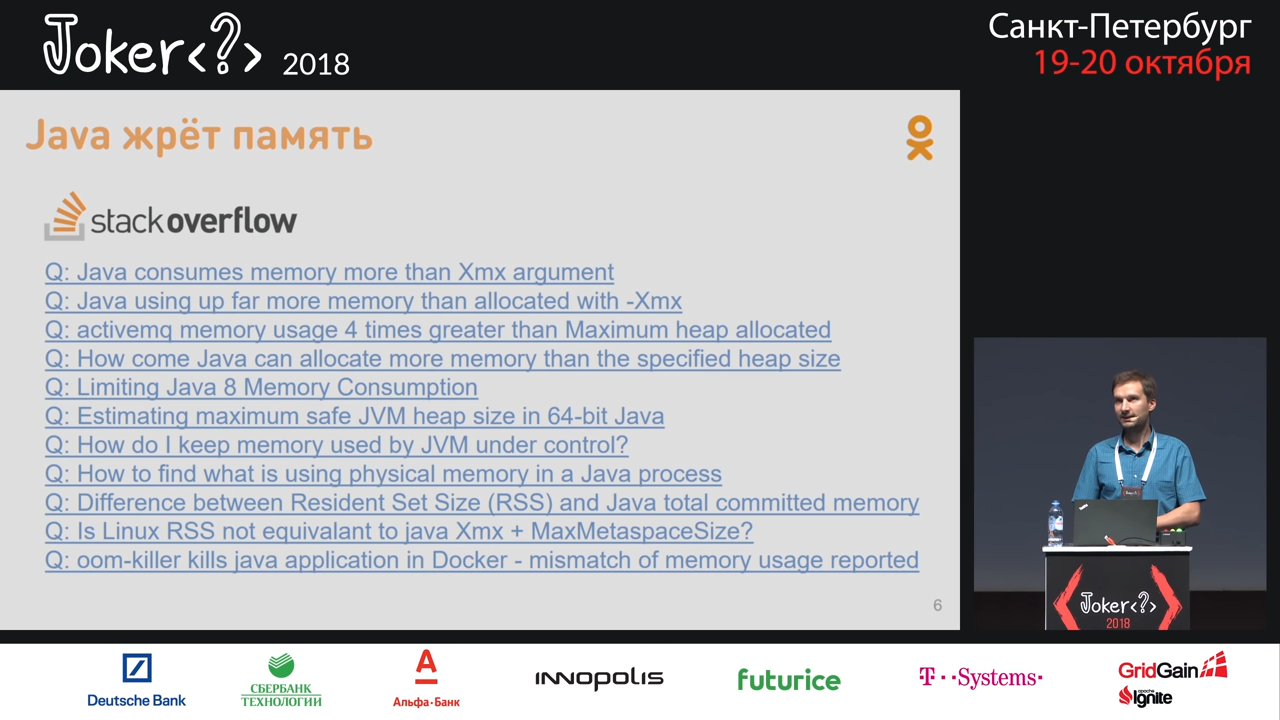 Joker<?> 2018
Санкт-Петербург
19-20 октября
Java жрёт память
stackoverflow
Q: Java consumes memory more than Xmx argument
Q: Java using up far more memory than allocated with -Xmx
Q: activemq memory usage 4 times greater than Maximum heap allocated
Q: How come Java can allocate more memory than the specified heap size
Q: Limiting Java 8 Memory Consumption
Q: Estimating maximum safe JVM heap size in 64-bit Java
Q: How do I keep memory used by JVM under control?
Q: How to find what is using physical memory in a Java process
Q: Difference between Resident Set Size (RSS) and Java total committed memory
Q: Is Linux RSS not equivalant to java Xmx + MaxMetaspaceSize?
Q: oom-killer kills java application in Docker - mismatch of memory usage reported
6
Joker<?>
2018
Deutsche Bank
СБЕРБАНК
ТЕХНОЛОГИИ
Альфа·Банк
INNOPOLIS
futurice
T··Systems·
GridGain
apache
Ignite